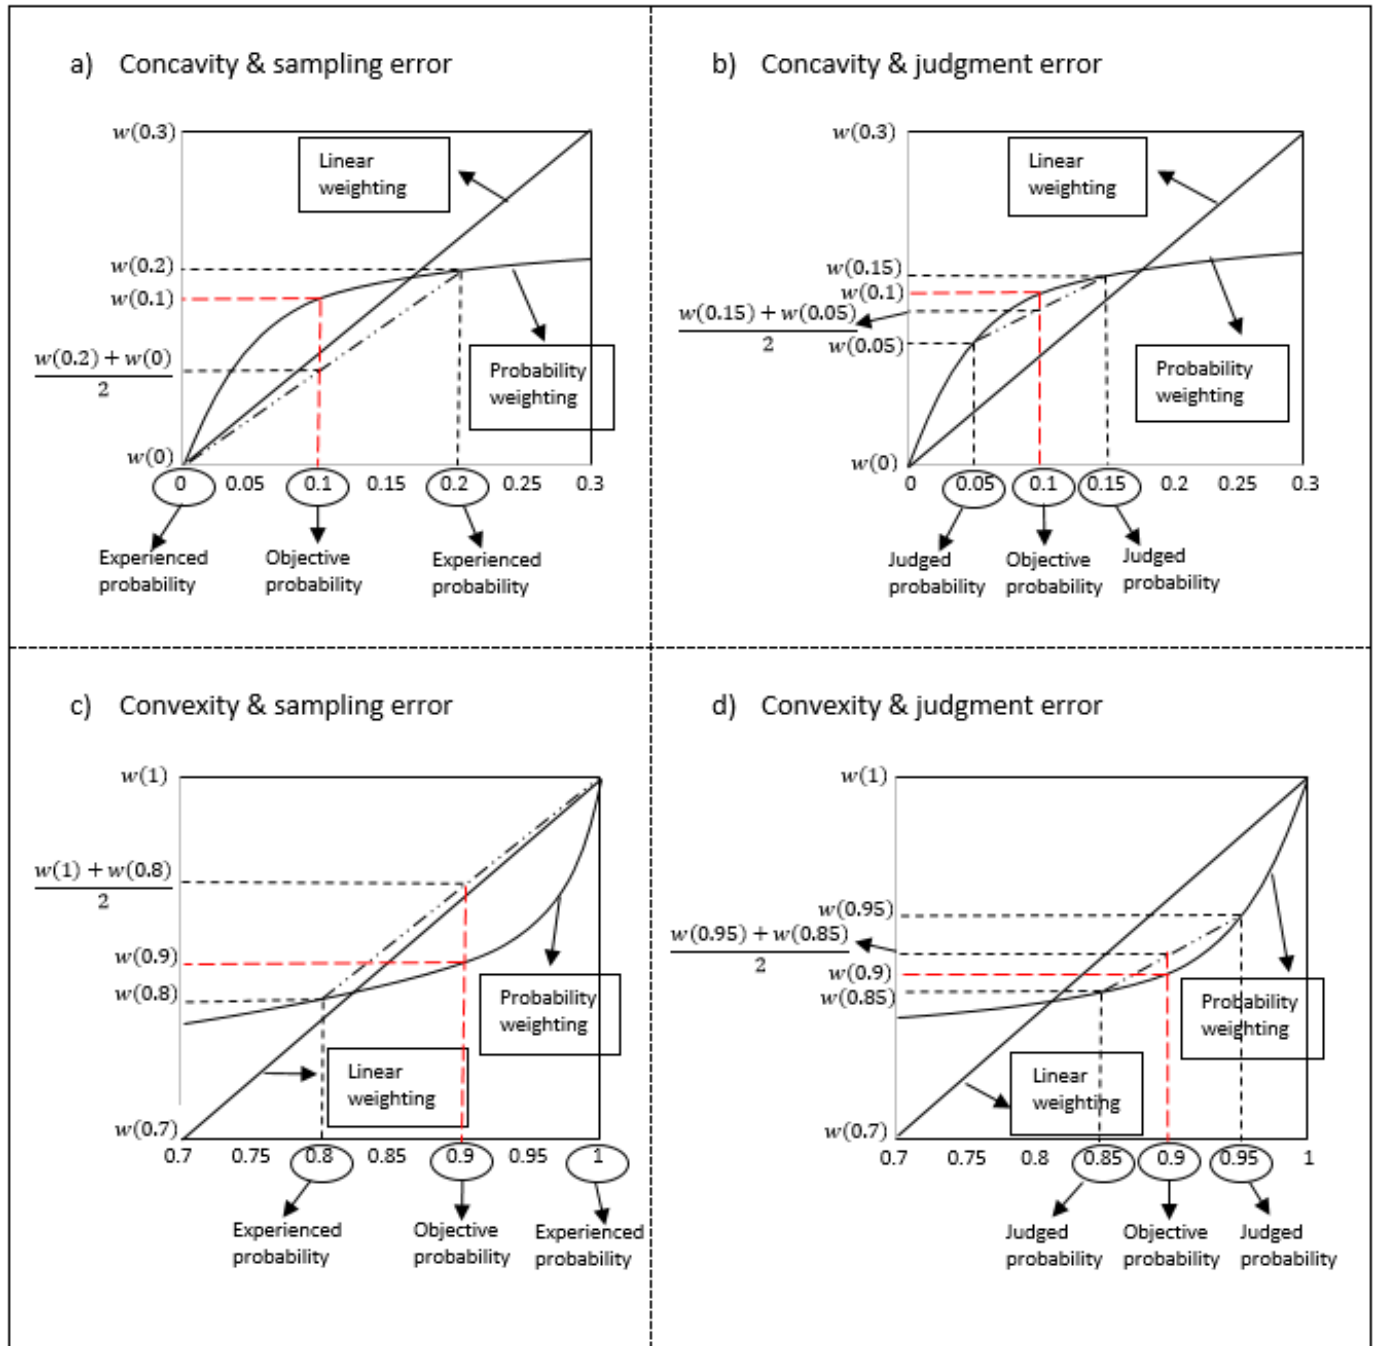 a) Concavity & sampling error
w(0.3)
Linear
weighting
w(0.2)
w(0.1)
w(0.2) + w(0)
2
Probability
weighting
w(0)
0 0.05 0.1 0.15 0.2 0.25 0.3
Experienced
probability
Objective
probability
Experienced
probability
b) Concavity & judgment error
w(0.3)
Linear
weighting
w(0.15)
w(0.1)
w(0.15) + w(0.05)
2
w(0.05)
Probability
weighting
w(0)
0 0.05 0.1 0.15 0.2 0.25 0.3
Judged
probability
Objective
probability
Judged
probability
c) Convexity & sampling error
w(1)
w(1) + w(0.8)
2
w(0.9)
w(0.8)
Probability
weighting
Linear
weighting
w(0.7)
0.7 0.75 0.8 0.85 0.9 0.95 1
Experienced
probability
Objective
probability
Experienced
probability
d) Convexity & judgment error
w(1)
w(0.95)
w(0.95) + w(0.85)
2
w(0.9)
w(0.85)
Probability
weighting
Linear
weighting
w(0.7)
0.7 0.75 0.8 0.85 0.9 0.95 1
Judged
probability
Objective
probability
Judged
probability